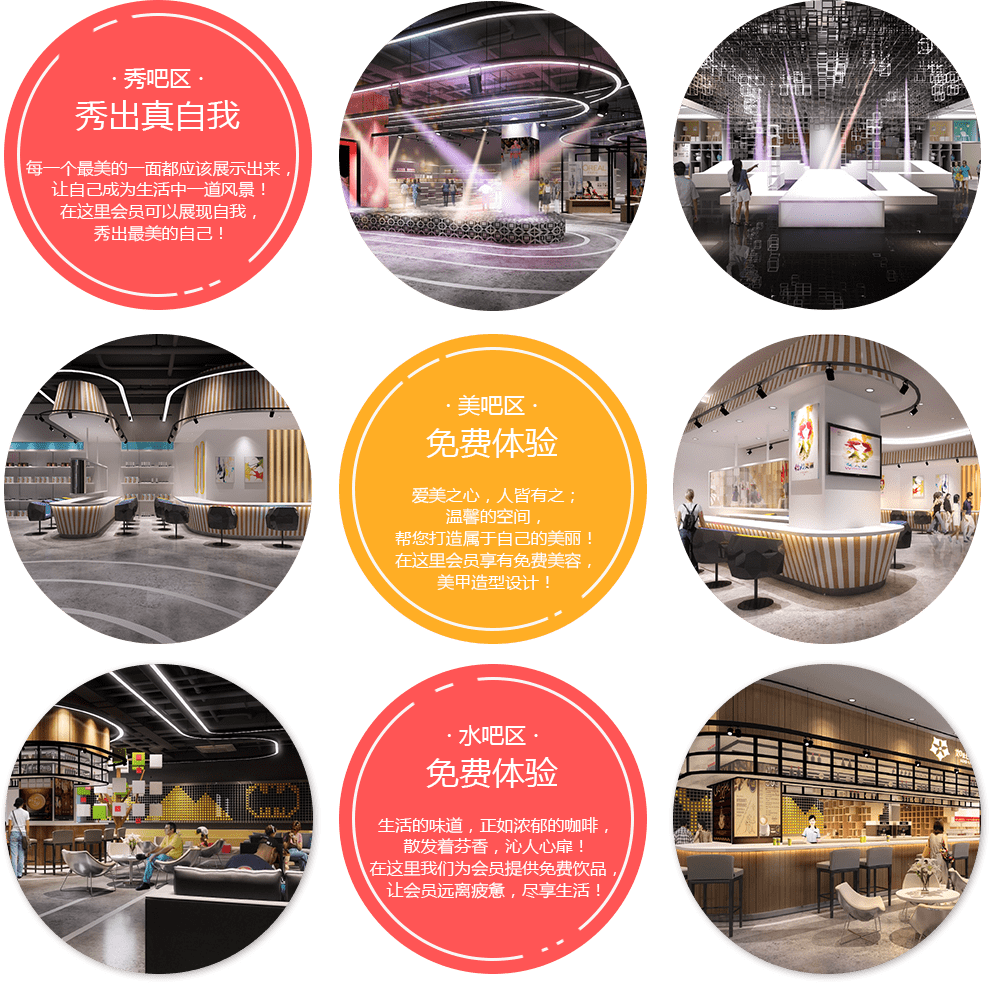 · 秀吧区 ·
秀出真自我
每一个最美的一面都应该展示出来，
让自己成为生活中一道风景！
在这里会员可以展现自我，
秀出最美的自己！
· 美吧区 ·
免费体验
爱美之心，人皆有之；
温馨的空间，
帮您打造属于自己的美丽！
在这里会员享有免费美容，
美甲造型设计！
· 水吧区 ·
免费体验
生活的味道，正如浓郁的咖啡，
散发着芬香，沁人心扉！
在这里我们为会员提供免费饮品，
让会员远离疲惫，尽享生活！